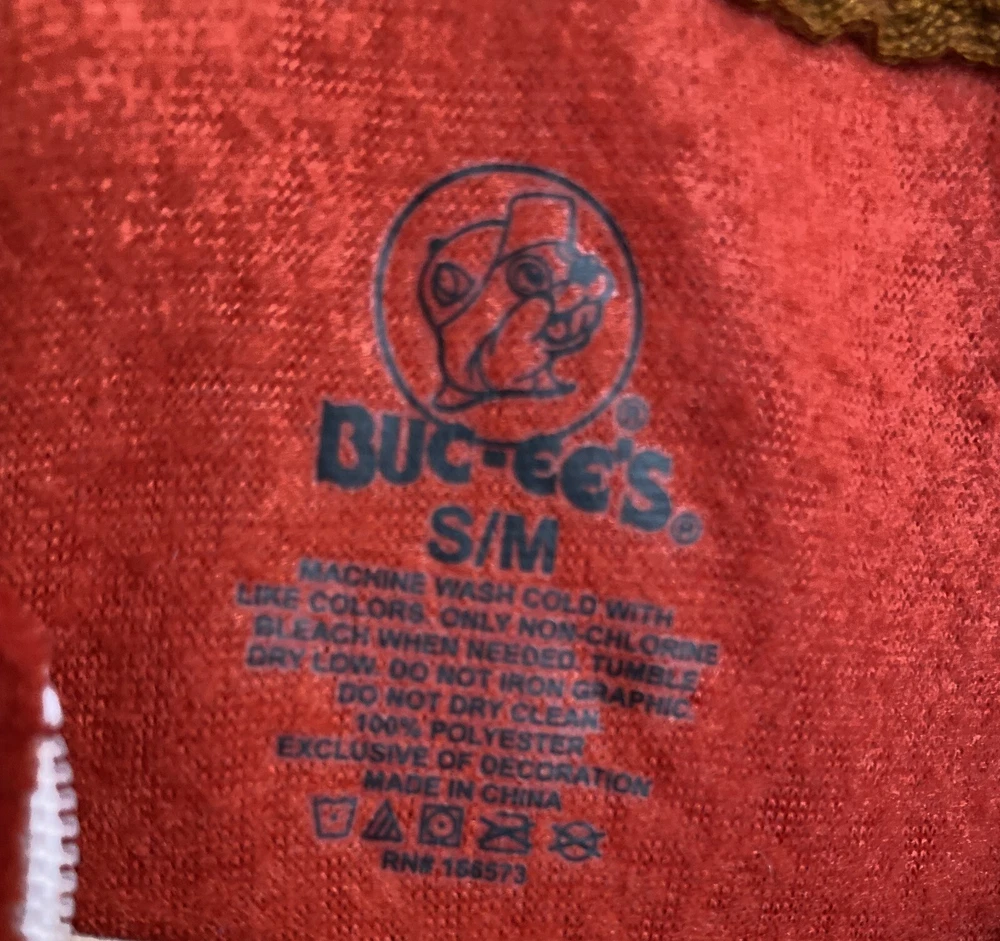 BUC-EE'S®
S/M
MACHINE WASH COLD WITH
LIKE COLORS. ONLY NON-CHLORINE
BLEACH WHEN NEEDED. TUMBLE
DRY LOW. DO NOT IRON GRAPHIC.
DO NOT DRY CLEAN.
100% POLYESTER
EXCLUSIVE OF DECORATION
MADE IN CHINA
RN#